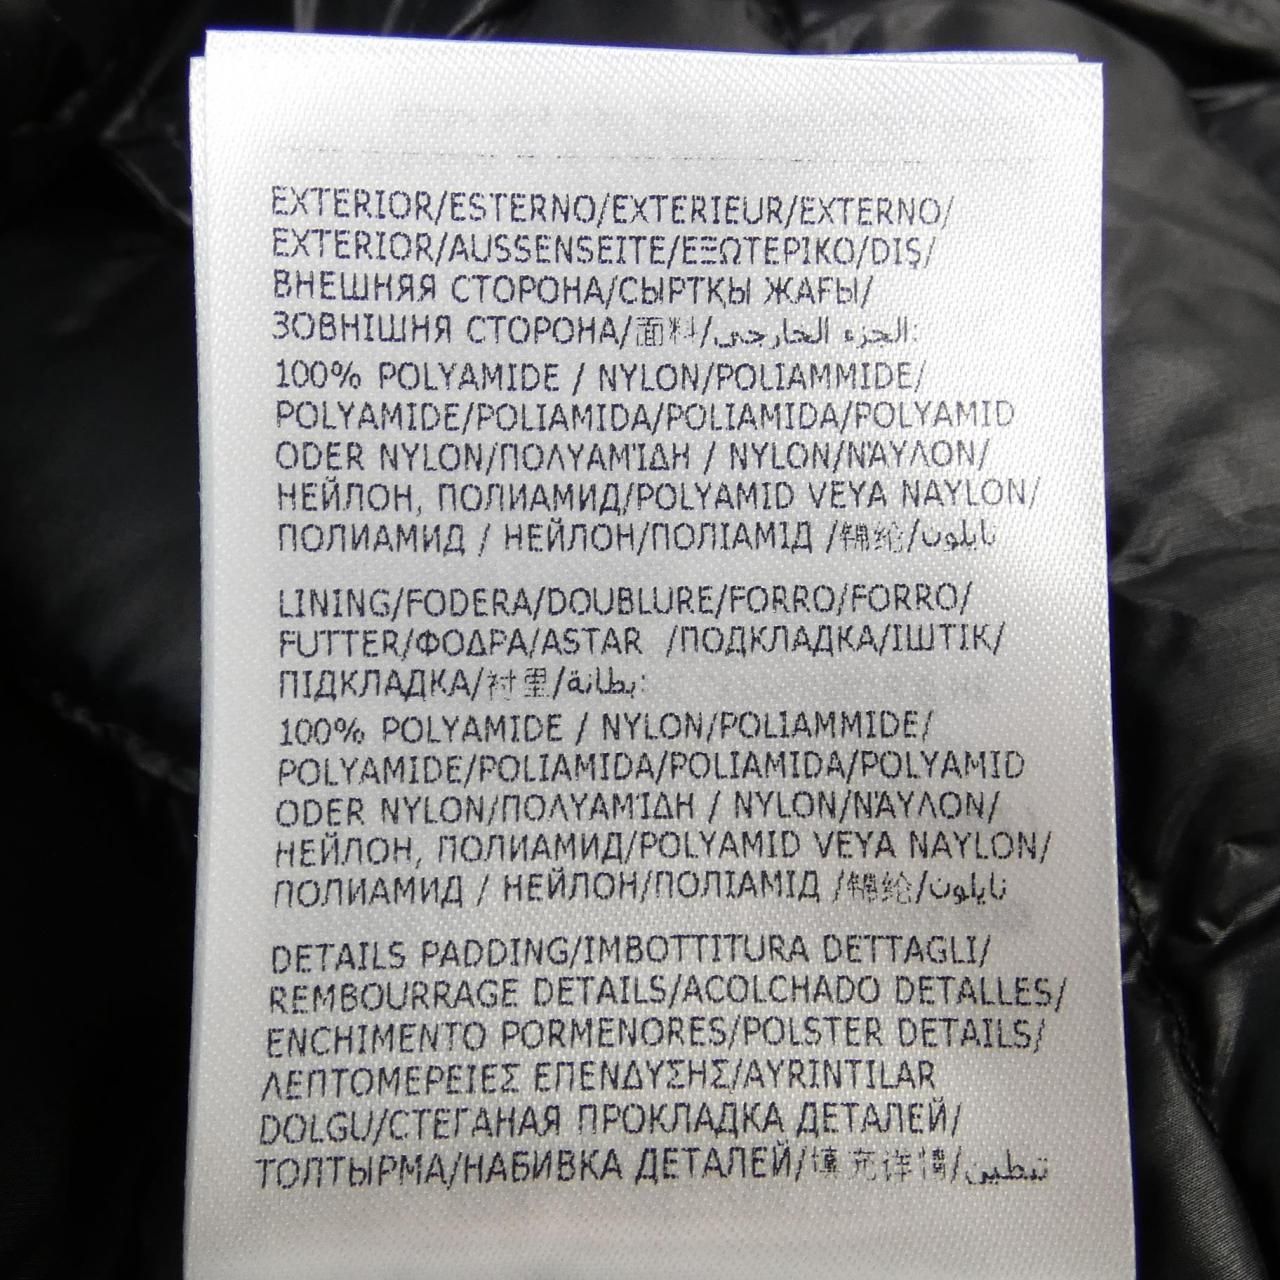 EXTERIOR/ESTERNO/EXTERIEUR/EXTERNO/
EXTERIOR/AUSSENSEITE/ΕΞΩΤΕΡΙΚΟ/DIŞ/
ВНЕШНЯЯ СТОРОНА/СЫРТҚЫ ЖАҒЫ/
ЗОВНІШНЯ СТОРОНА/面料/الجزء الخارجي:
100% POLYAMIDE / NYLON/POLIAMMIDE/
POLYAMIDE/POLIAMIDA/POLIAMIDA/POLYAMID
ODER NYLON/ΠΟΛΥΑΜΊΔΗ / NYLON/ΝΆΥΛΟΝ/
НЕЙЛОН, ПОЛИАМИД/POLYAMID VEYA NAYLON/
ПОЛИАМИД / НЕЙЛОН/ПОЛІАМІД /锦纶/نايلون
LINING/FODERA/DOUBLURE/FORRO/FORRO/
FUTTER/ΦΟΔΡΑ/ASTAR /ПОДКЛАДКА/ІШТІК/
ПІДКЛАДКА/衬里/بطانة:
100% POLYAMIDE / NYLON/POLIAMMIDE/
POLYAMIDE/POLIAMIDA/POLIAMIDA/POLYAMID
ODER NYLON/ΠΟΛΥΑΜΊΔΗ / NYLON/ΝΆΥΛΟΝ/
НЕЙЛОН, ПОЛИАМИД/POLYAMID VEYA NAYLON/
ПОЛИАМИД / НЕЙЛОН/ПОЛІАМІД /锦纶/نايلون
DETAILS PADDING/IMBOTTITURA DETTAGLI/
REMBOURRAGE DETAILS/ACOLCHADO DETALLES/
ENCHIMENTO PORMENORES/POLSTER DETAILS/
ΛΕΠΤΟΜΕΡΕΙΕΣ ΕΠΕΝΔΥΣΗΣ/AYRINTILAR
DOLGU/СТЕГАНАЯ ПРОКЛАДКА ДЕТАЛЕЙ/
ТОЛТЫРМА/НАБИВКА ДЕТАЛЕЙ/填充详情/تبطين